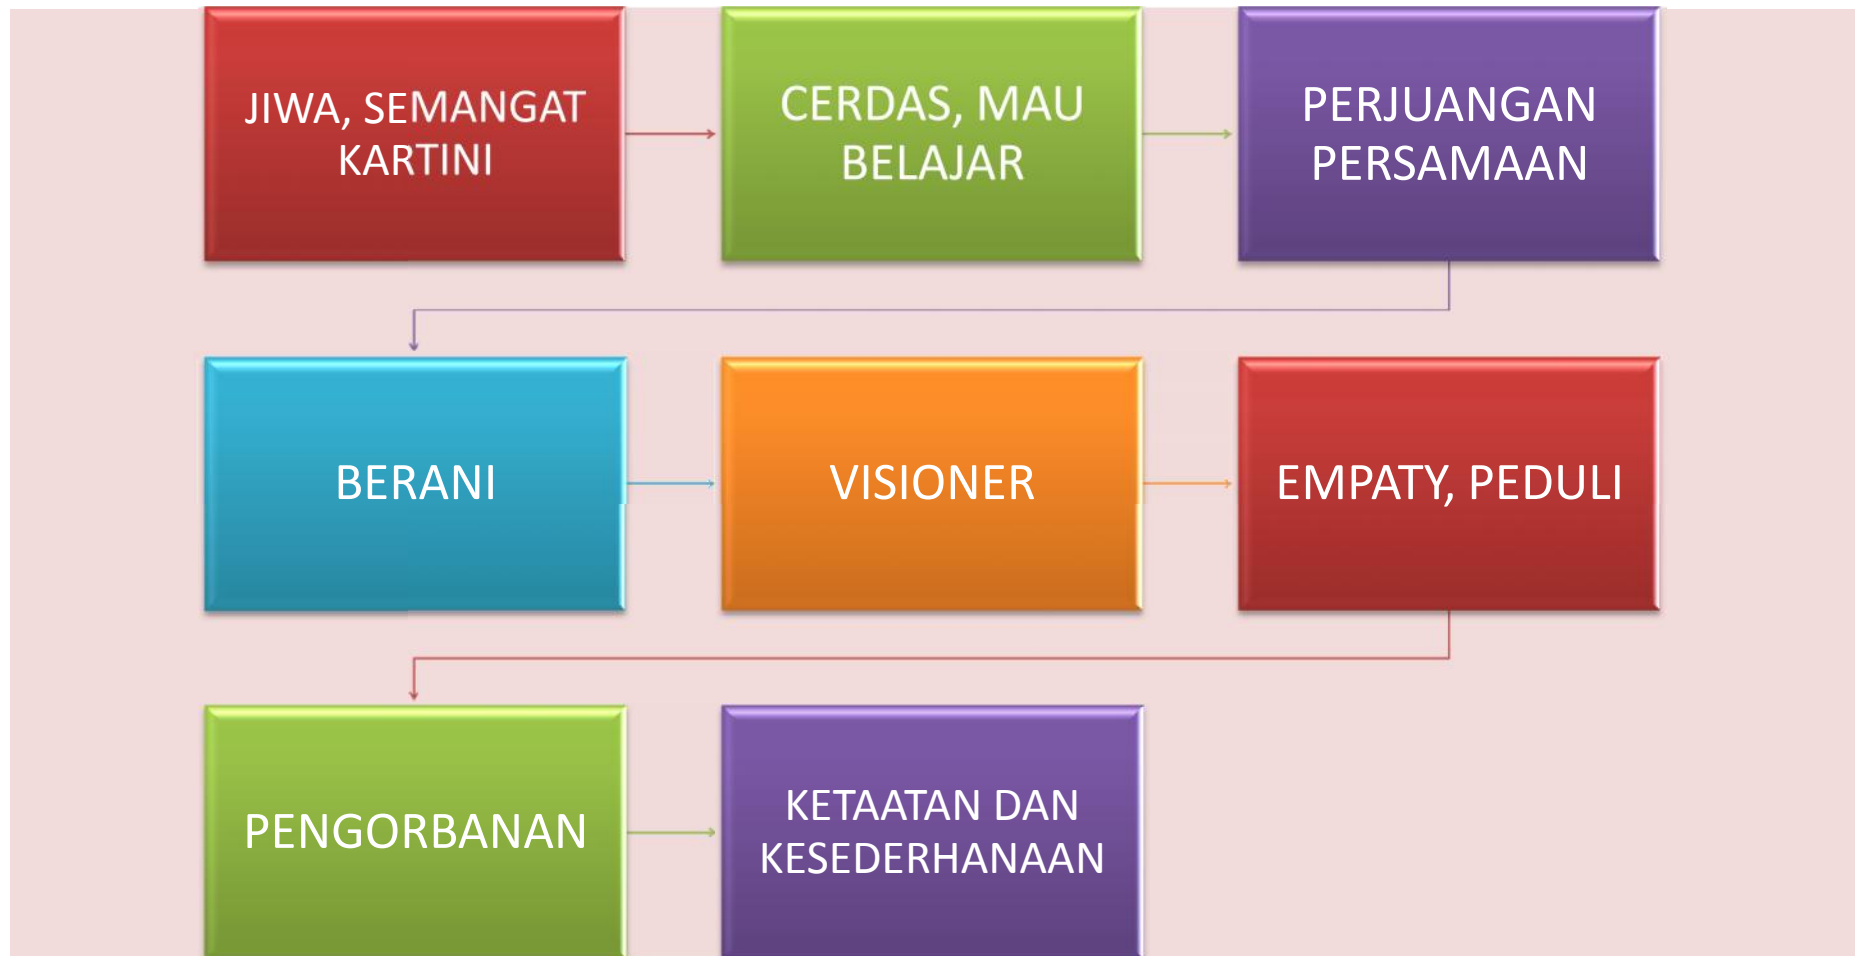 JIWA, SEMANGAT
KARTINI
CERDAS, MAU
BELAJAR
PERJUANGAN
PERSAMAAN
BERANI
VISIONER
EMPATY, PEDULI
PENGORBANAN
KETAATAN DAN
KESEDERHANAAN